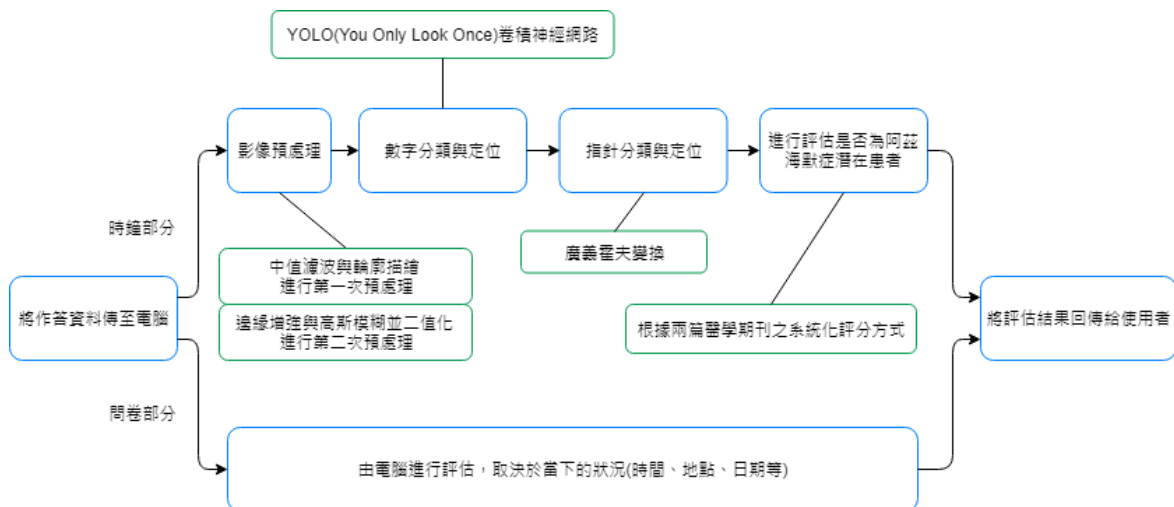 YOLO(You Only Look Once)卷積神經網路
影像預處理
數字分類與定位
指針分類與定位
進行評估是否為阿茲
海默症潛在患者
時鐘部分
中值濾波與輪廓描繪
進行第一次預處理
廣義霍夫變換
將作答資料傳至電腦
邊緣增強與高斯模糊並二值化
進行第二次預處理
根據兩篇醫學期刊之系統化評分方式
將評估結果回傳給使用者
問卷部分
由電腦進行評估，取決於當下的狀況(時間、地點、日期等)